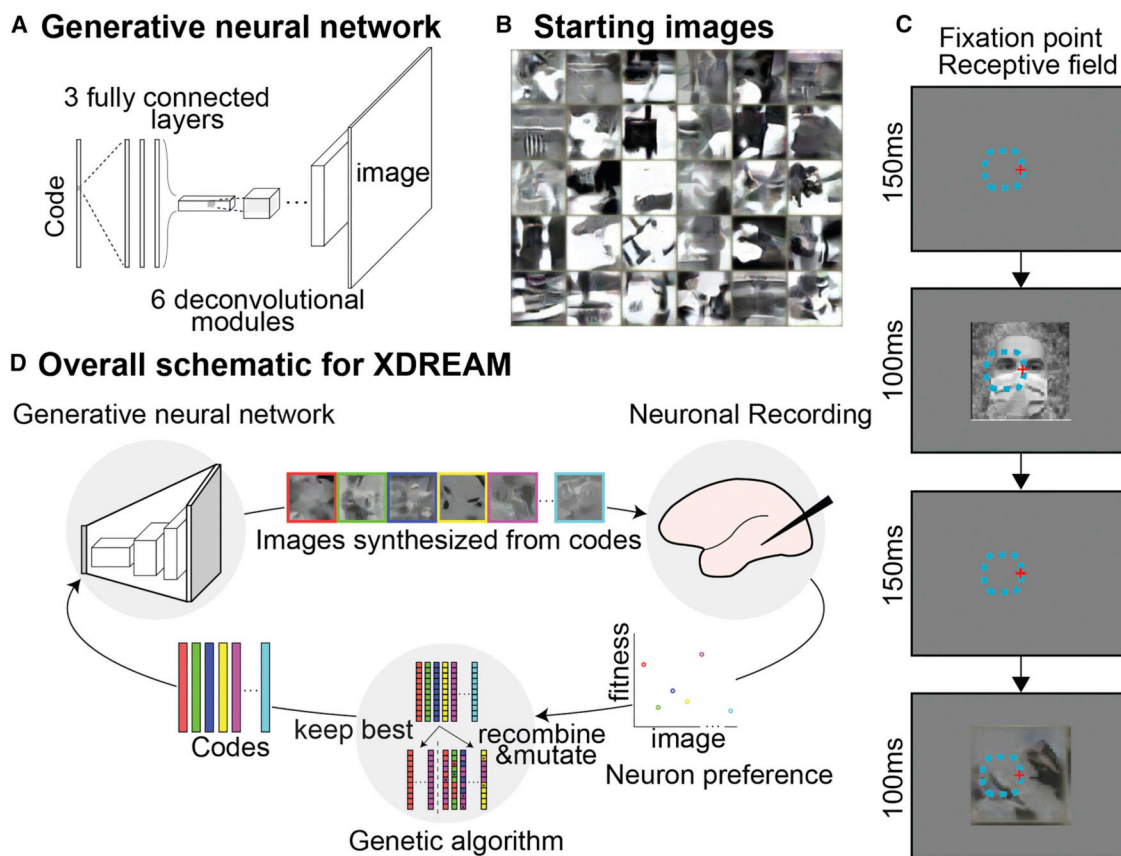 A Generative neural network
3 fully connected
layers
Code
image
...
6 deconvolutional
modules
B Starting images
C
Fixation point
Receptive field
150ms
100ms
150ms
100ms
D Overall schematic for XDREAM
Generative neural network
...
Images synthesized from codes
Neuronal Recording
fitness
...
image
Neuron preference
keep best
recombine
&mutate
Genetic algorithm
...
Codes